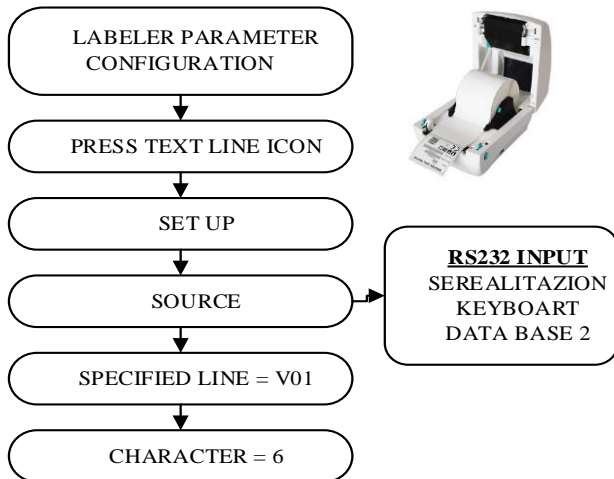 LABELER PARAMETER
CONFIGURATION
PRESS TEXT LINE ICON
SET UP
SOURCE
RS232 INPUT
SEREALITAZION
KEYBOART
DATA BASE 2
SPECIFIED LINE = V01
CHARACTER = 6